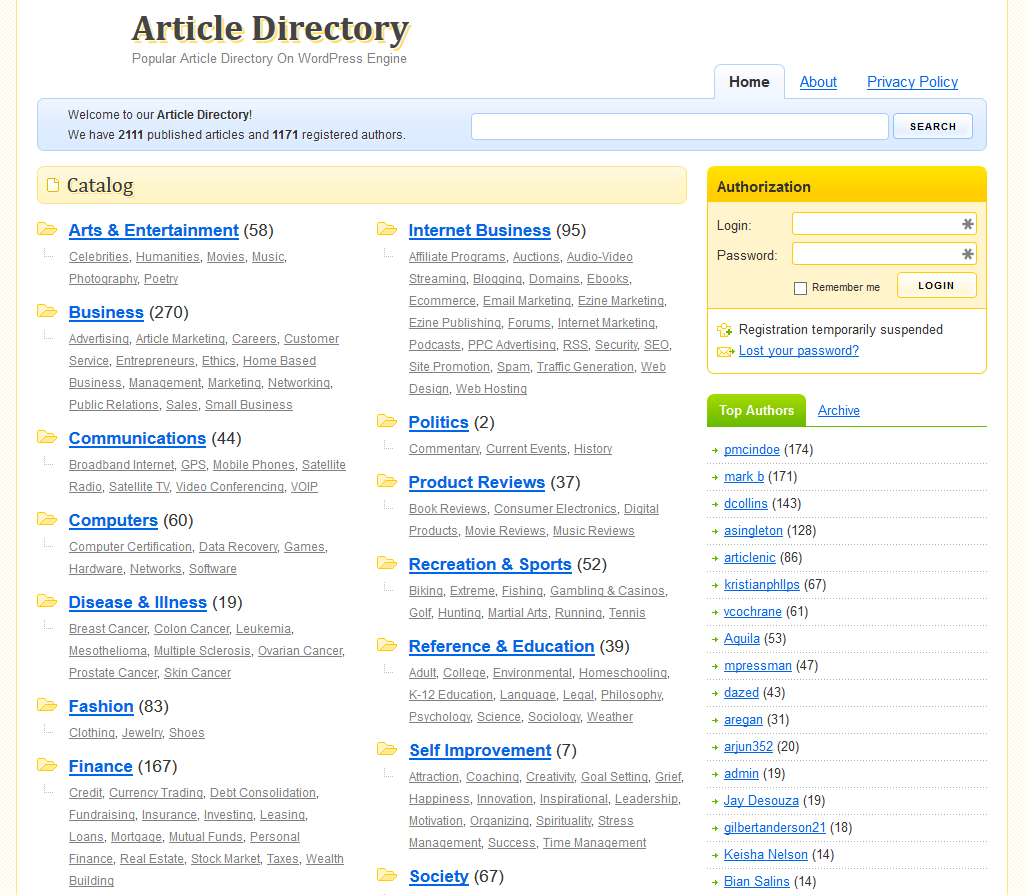 Article Directory
Popular Article Directory On WordPress Engine
Home
About
Privacy Policy
Welcome to our Article Directory!
We have 2111 published articles and 1171 registered authors.
SEARCH
Catalog
Arts & Entertainment (58)
Celebrities, Humanities, Movies, Music,
Photography, Poetry
Business (270)
Advertising, Article Marketing, Careers, Customer
Service, Entrepreneurs, Ethics, Home Based
Business, Management, Marketing, Networking,
Public Relations, Sales, Small Business
Communications (44)
Broadband Internet, GPS, Mobile Phones, Satellite
Radio, Satellite TV, Video Conferencing, VOIP
Computers (60)
Computer Certification, Data Recovery, Games,
Hardware, Networks, Software
Disease & Illness (19)
Breast Cancer, Colon Cancer, Leukemia,
Mesothelioma, Multiple Sclerosis, Ovarian Cancer,
Prostate Cancer, Skin Cancer
Fashion (83)
Clothing, Jewelry, Shoes
Finance (167)
Credit, Currency Trading, Debt Consolidation,
Fundraising, Insurance, Investing, Leasing,
Loans, Mortgage, Mutual Funds, Personal
Finance, Real Estate, Stock Market, Taxes, Wealth
Building
Internet Business (95)
Affiliate Programs, Auctions, Audio-Video
Streaming, Blogging, Domains, Ebooks,
Ecommerce, Email Marketing, Ezine Marketing,
Ezine Publishing, Forums, Internet Marketing,
Podcasts, PPC Advertising, RSS, Security, SEO,
Site Promotion, Spam, Traffic Generation, Web
Design, Web Hosting
Politics (2)
Commentary, Current Events, History
Product Reviews (37)
Book Reviews, Consumer Electronics, Digital
Products, Movie Reviews, Music Reviews
Recreation & Sports (52)
Biking, Extreme, Fishing, Gambling & Casinos,
Golf, Hunting, Martial Arts, Running, Tennis
Reference & Education (39)
Adult, College, Environmental, Homeschooling,
K-12 Education, Language, Legal, Philosophy,
Psychology, Science, Sociology, Weather
Self Improvement (7)
Attraction, Coaching, Creativity, Goal Setting, Grief,
Happiness, Innovation, Inspirational, Leadership,
Motivation, Organizing, Spirituality, Stress
Management, Success, Time Management
Society (67)
Authorization
Login:
Password:
Remember me
LOGIN
Registration temporarily suspended
Lost your password?
Top Authors
Archive
pmcindoe (174)
mark b (171)
dcollins (143)
asingleton (128)
articlenic (86)
kristianphllps (67)
vcochrane (61)
Aquila (53)
mpressman (47)
dazed (43)
aregan (31)
arjun352 (20)
admin (19)
Jay Desouza (19)
gilbertanderson21 (18)
Keisha Nelson (14)
Bian Salins (14)